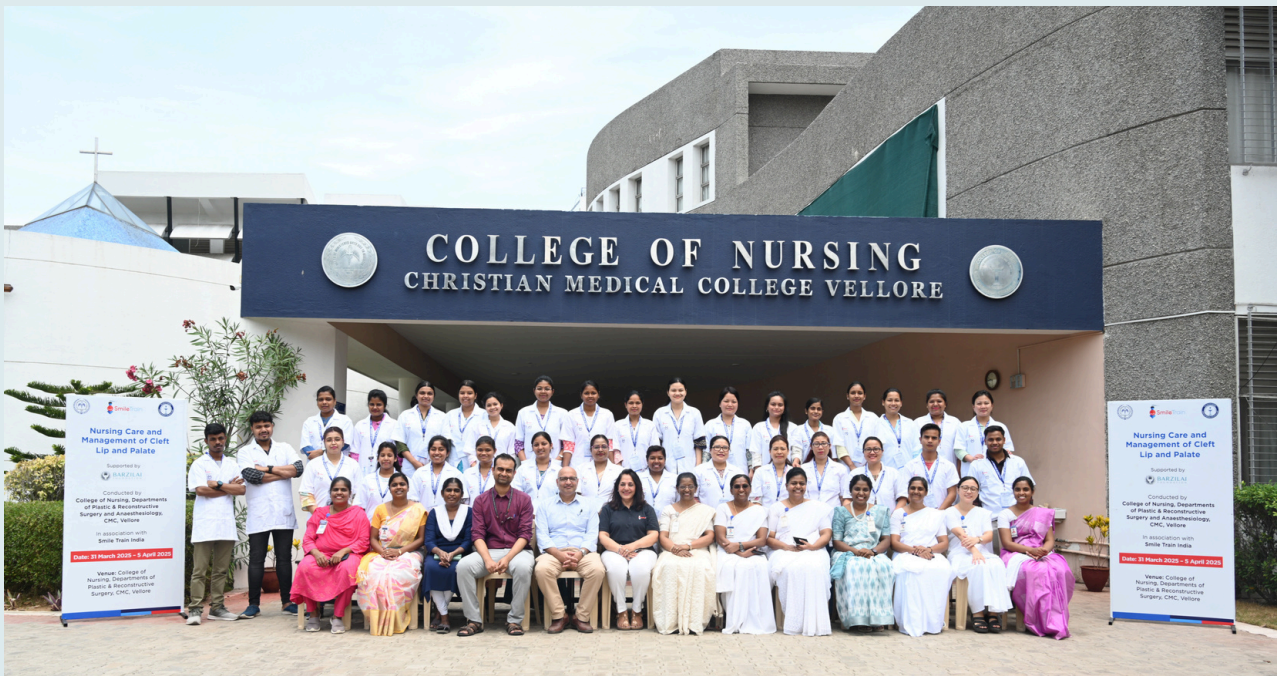 COLLEGE OF NURSING
CHRISTIAN MEDICAL COLLEGE VELLORE
SmileTrain
Nursing Care and
Management of Cleft
Lip and Palate
Supported by
BARZILAI
Conducted by
College of Nursing, Departments
of Plastic & Reconstructive
Surgery and Anaesthesiology,
CMC, Vellore
In association with
Smile Train India
Date: 31 March 2025 – 5 April 2025
Venue: College of
Nursing, Departments of
Plastic & Reconstructive
Surgery, CMC, Vellore
SmileTrain
Nursing Care and
Management of Cleft
Lip and Palate
Supported by
BARZILAI
Conducted by
College of Nursing, Departments
of Plastic & Reconstructive
Surgery and Anaesthesiology,
CMC, Vellore
In association with
Smile Train India
Date: 31 March 2025 – 5 April 2025
Venue: College of
Nursing, Departments of
Plastic & Reconstructive
Surgery, CMC, Vellore